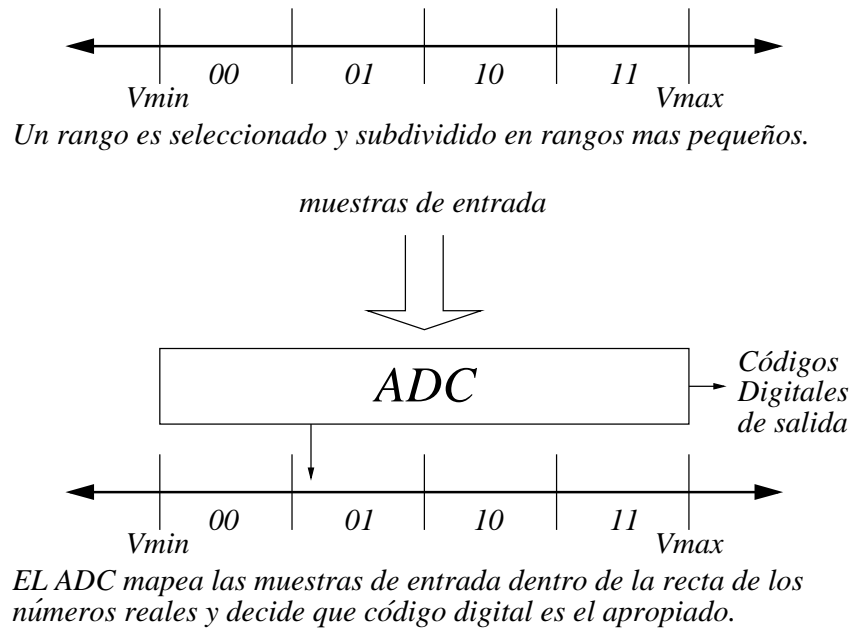 00 01 10 11
Vmin Vmax
Un rango es seleccionado y subdividido en rangos mas pequeños.
muestras de entrada
ADC
Códigos
Digitales
de salida
00 01 10 11
Vmin Vmax
EL ADC mapea las muestras de entrada dentro de la recta de los
números reales y decide que código digital es el apropiado.